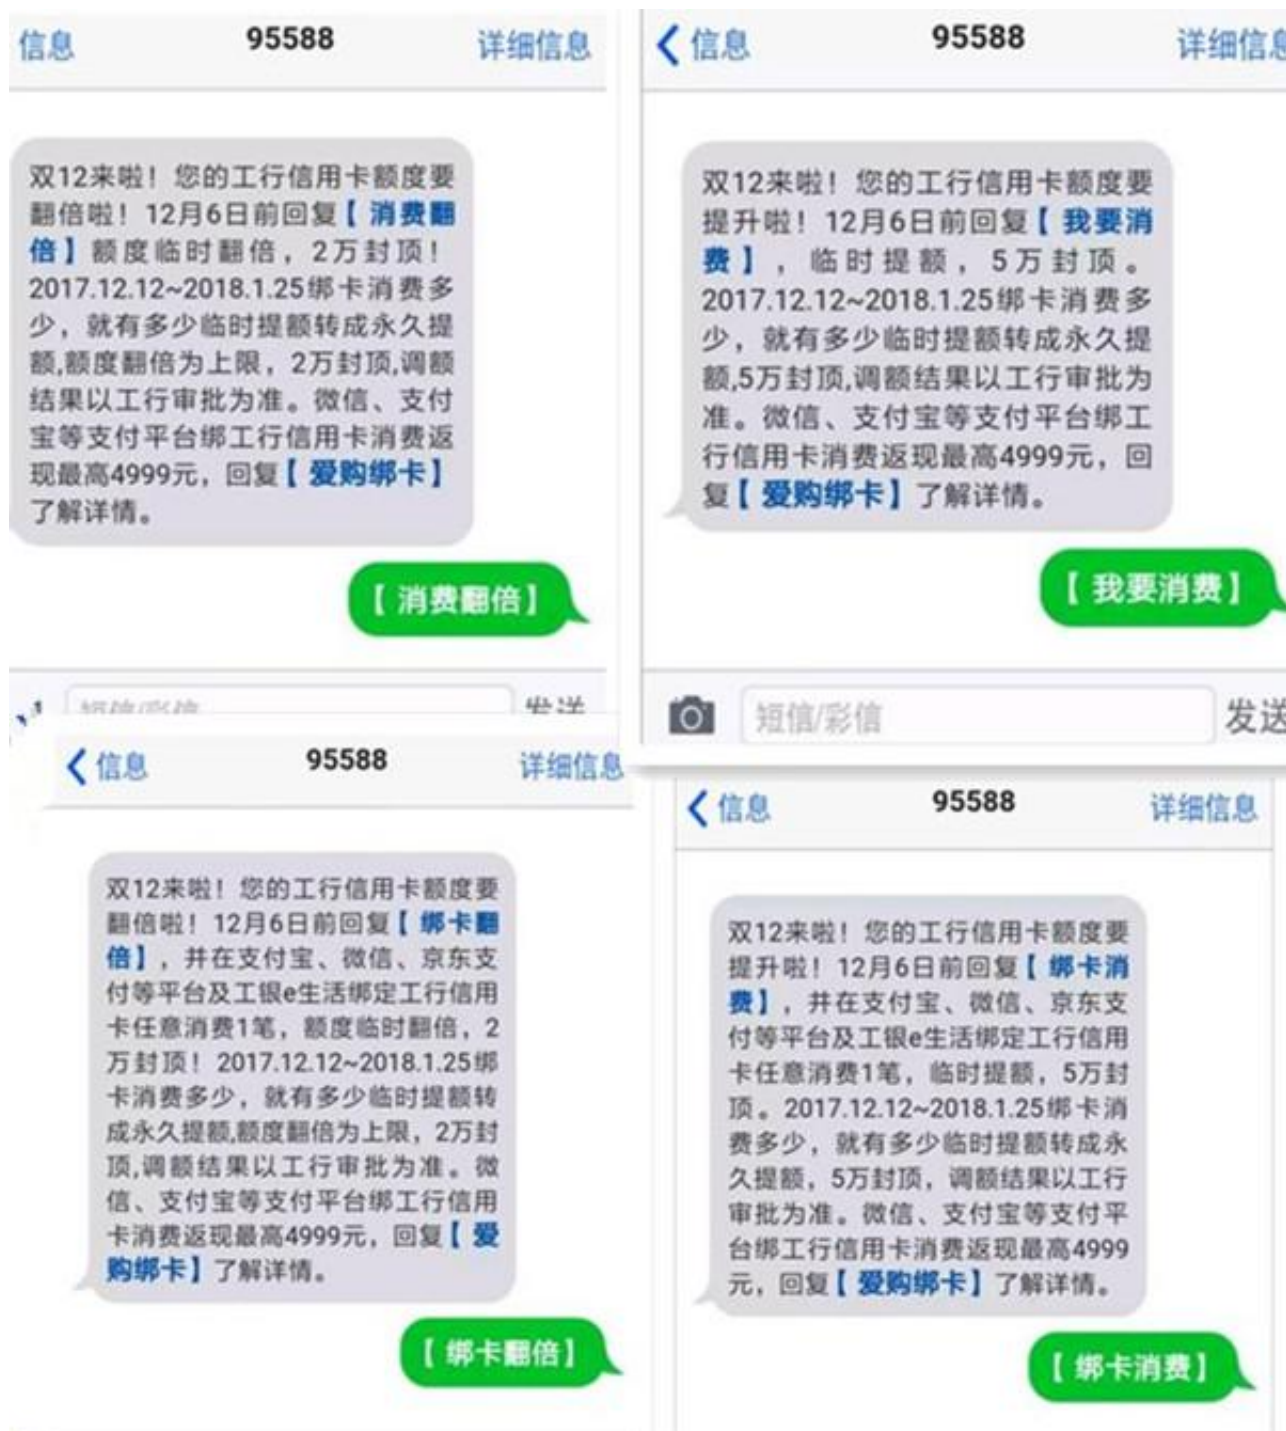 信息 95588 详细信息
双12来啦！您的工行信用卡额度要
翻倍啦！12月6日前回复【消费翻
倍】额度临时翻倍，2万封顶！
2017.12.12~2018.1.25绑卡消费多
少，就有多少临时提额转成永久提
额,额度翻倍为上限，2万封顶,调额
结果以工行审批为准。微信、支付
宝等支付平台绑工行信用卡消费返
现最高4999元，回复【爱购绑卡】
了解详情。
【消费翻倍】
短信/彩信 发送
信息 95588 详细信息
双12来啦！您的工行信用卡额度要
提升啦！12月6日前回复【我要消
费】，临时提额，5万封顶。
2017.12.12~2018.1.25绑卡消费多
少，就有多少临时提额转成永久提
额,5万封顶,调额结果以工行审批为
准。微信、支付宝等支付平台绑工
行信用卡消费返现最高4999元，回
复【爱购绑卡】了解详情。
【我要消费】
短信/彩信 发送
信息 95588 详细信息
双12来啦！您的工行信用卡额度要
翻倍啦！12月6日前回复【绑卡翻
倍】，并在支付宝、微信、京东支
付等平台及工银e生活绑定工行信用
卡任意消费1笔，额度临时翻倍，2
万封顶！2017.12.12~2018.1.25绑
卡消费多少，就有多少临时提额转
成永久提额,额度翻倍为上限，2万封
顶,调额结果以工行审批为准。微
信、支付宝等支付平台绑工行信用
卡消费返现最高4999元，回复【爱
购绑卡】了解详情。
【绑卡翻倍】
信息 95588 详细信息
双12来啦！您的工行信用卡额度要
提升啦！12月6日前回复【绑卡消
费】，并在支付宝、微信、京东支
付等平台及工银e生活绑定工行信用
卡任意消费1笔，临时提额，5万封
顶。2017.12.12~2018.1.25绑卡消
费多少，就有多少临时提额转成永
久提额，5万封顶，调额结果以工行
审批为准。微信、支付宝等支付平
台绑工行信用卡消费返现最高4999
元，回复【爱购绑卡】了解详情。
【绑卡消费】